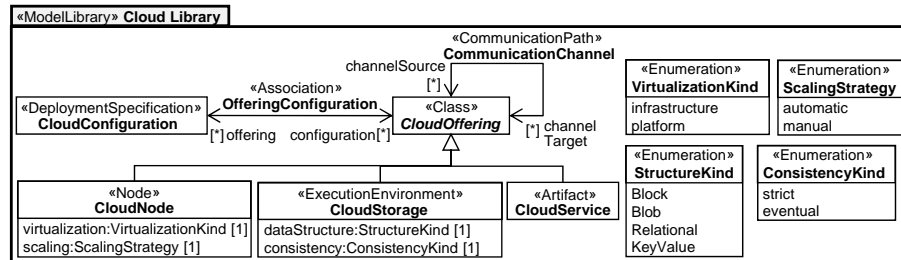 «ModelLibrary» Cloud Library
«CommunicationPath»
CommunicationChannel
channelSource
[*]
[*] channel
Target
«Association»
OfferingConfiguration
«DeploymentSpecification»
CloudConfiguration
[*] offering
configuration [*]
«Class»
CloudOffering
«Node»
CloudNode
virtualization:VirtualizationKind [1]
scaling:ScalingStrategy [1]
«ExecutionEnvironment»
CloudStorage
dataStructure:StructureKind [1]
consistency:ConsistencyKind [1]
«Artifact»
CloudService
«Enumeration»
VirtualizationKind
infrastructure
platform
«Enumeration»
ScalingStrategy
automatic
manual
«Enumeration»
StructureKind
Block
Blob
Relational
KeyValue
«Enumeration»
ConsistencyKind
strict
eventual